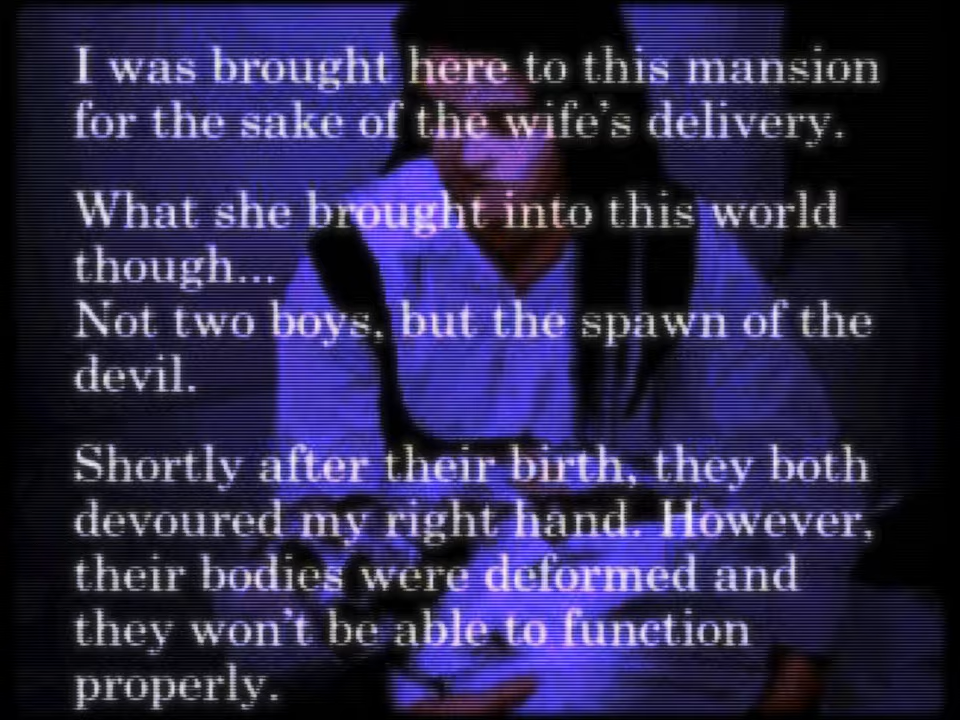 I was brought here to this mansion
for the sake of the wife's delivery.
What she brought into this world
though...
Not two boys, but the spawn of the
devil.
Shortly after their birth, they both
devoured my right hand. However,
their bodies were deformed and
they won't be able to function
properly.